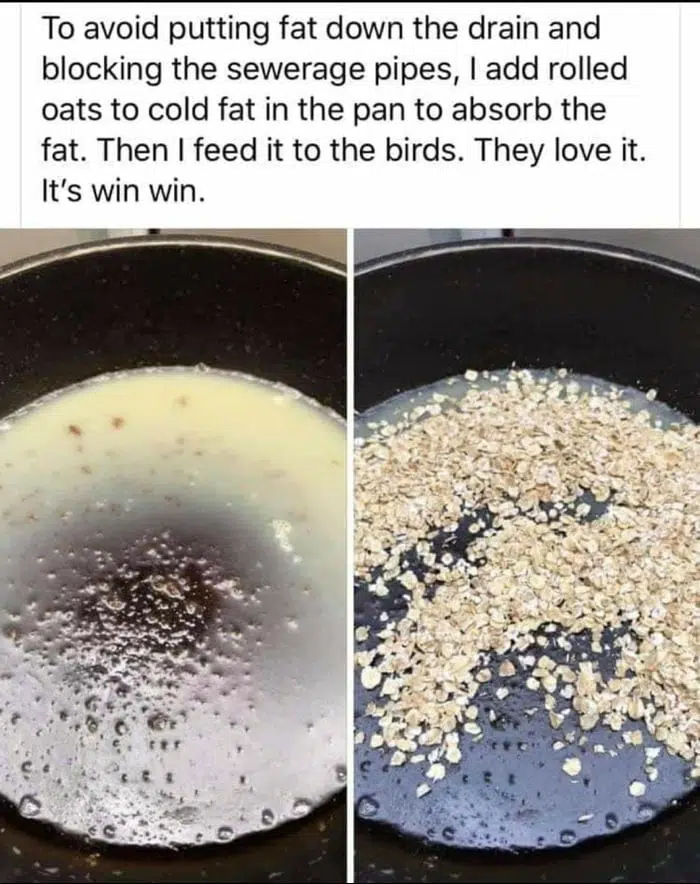 To avoid putting fat down the drain and
blocking the sewerage pipes, I add rolled
oats to cold fat in the pan to absorb the
fat. Then I feed it to the birds. They love it.
It's win win.